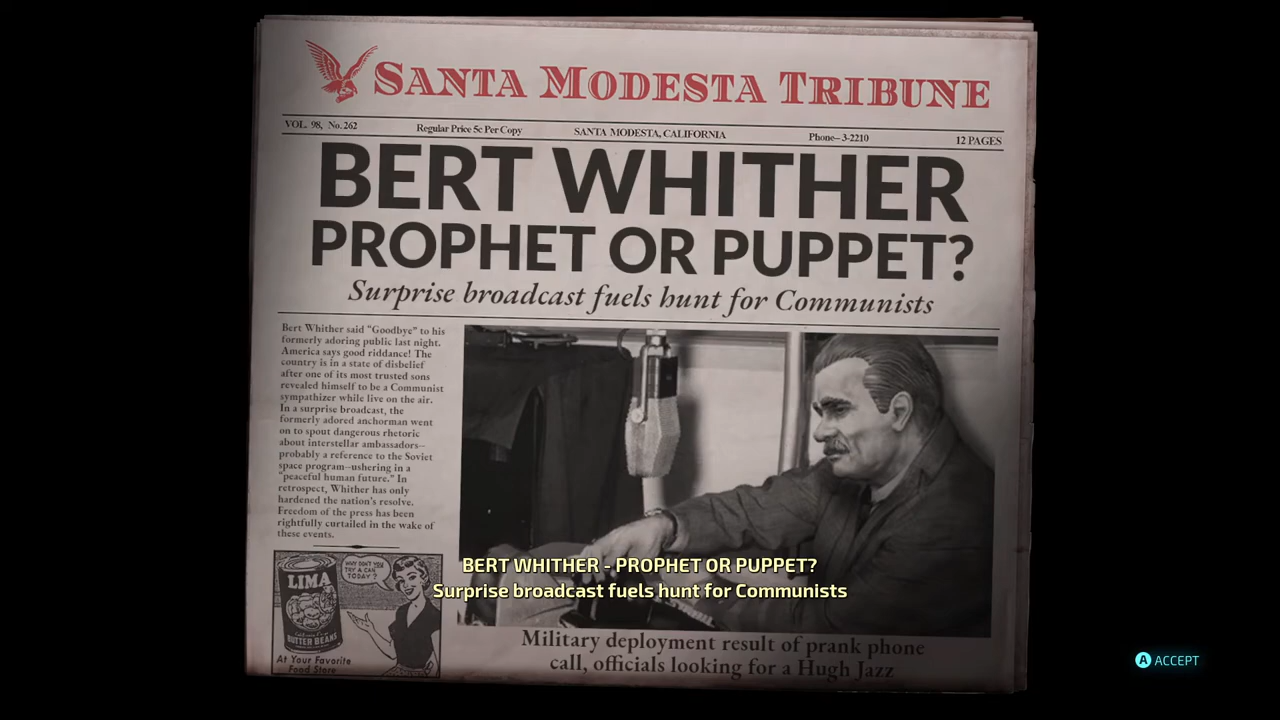 SANTA MODESTA TRIBUNE
VOL. 98, No. 262 Regular Price 5c Per Copy SANTA MODESTA, CALIFORNIA Phone—3-2210 12 PAGES
BERT WHITHER
PROPHET OR PUPPET?
Surprise broadcast fuels hunt for Communists
Bert Whither said "Goodbye" to his
formerly adoring public last night.
America says good riddance! The
country is in a state of disbelief
after one of its most trusted sons
revealed himself to be a Communist
sympathizer while live on the air.
In a surprise broadcast, the
formerly adored anchorman went
on to spout dangerous rhetoric
about interstellar ambassadors--
probably a reference to the Soviet
space program--ushering in a
"peaceful human future." In
retrospect, Whither has only
hardened the nation's resolve.
Freedom of the press has been
rightfully curtailed in the wake of
these events.
WHY DON'T YOU
TRY A CAN
TODAY?
LIMA
BUTTER BEANS
At Your Favorite
Food Store
BERT WHITHER - PROPHET OR PUPPET?
Surprise broadcast fuels hunt for Communists
Military deployment result of prank phone
call, officials looking for a Hugh Jazz
A ACCEPT